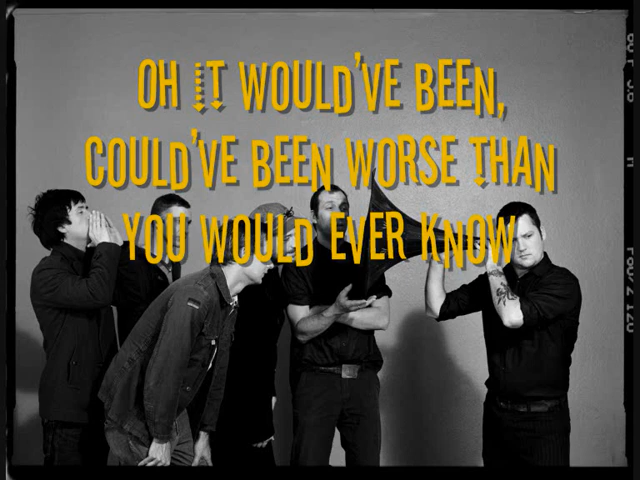 OH IT WOULD'VE BEEN,
COULD'VE BEEN WORSE THAN
YOU WOULD EVER KNOW